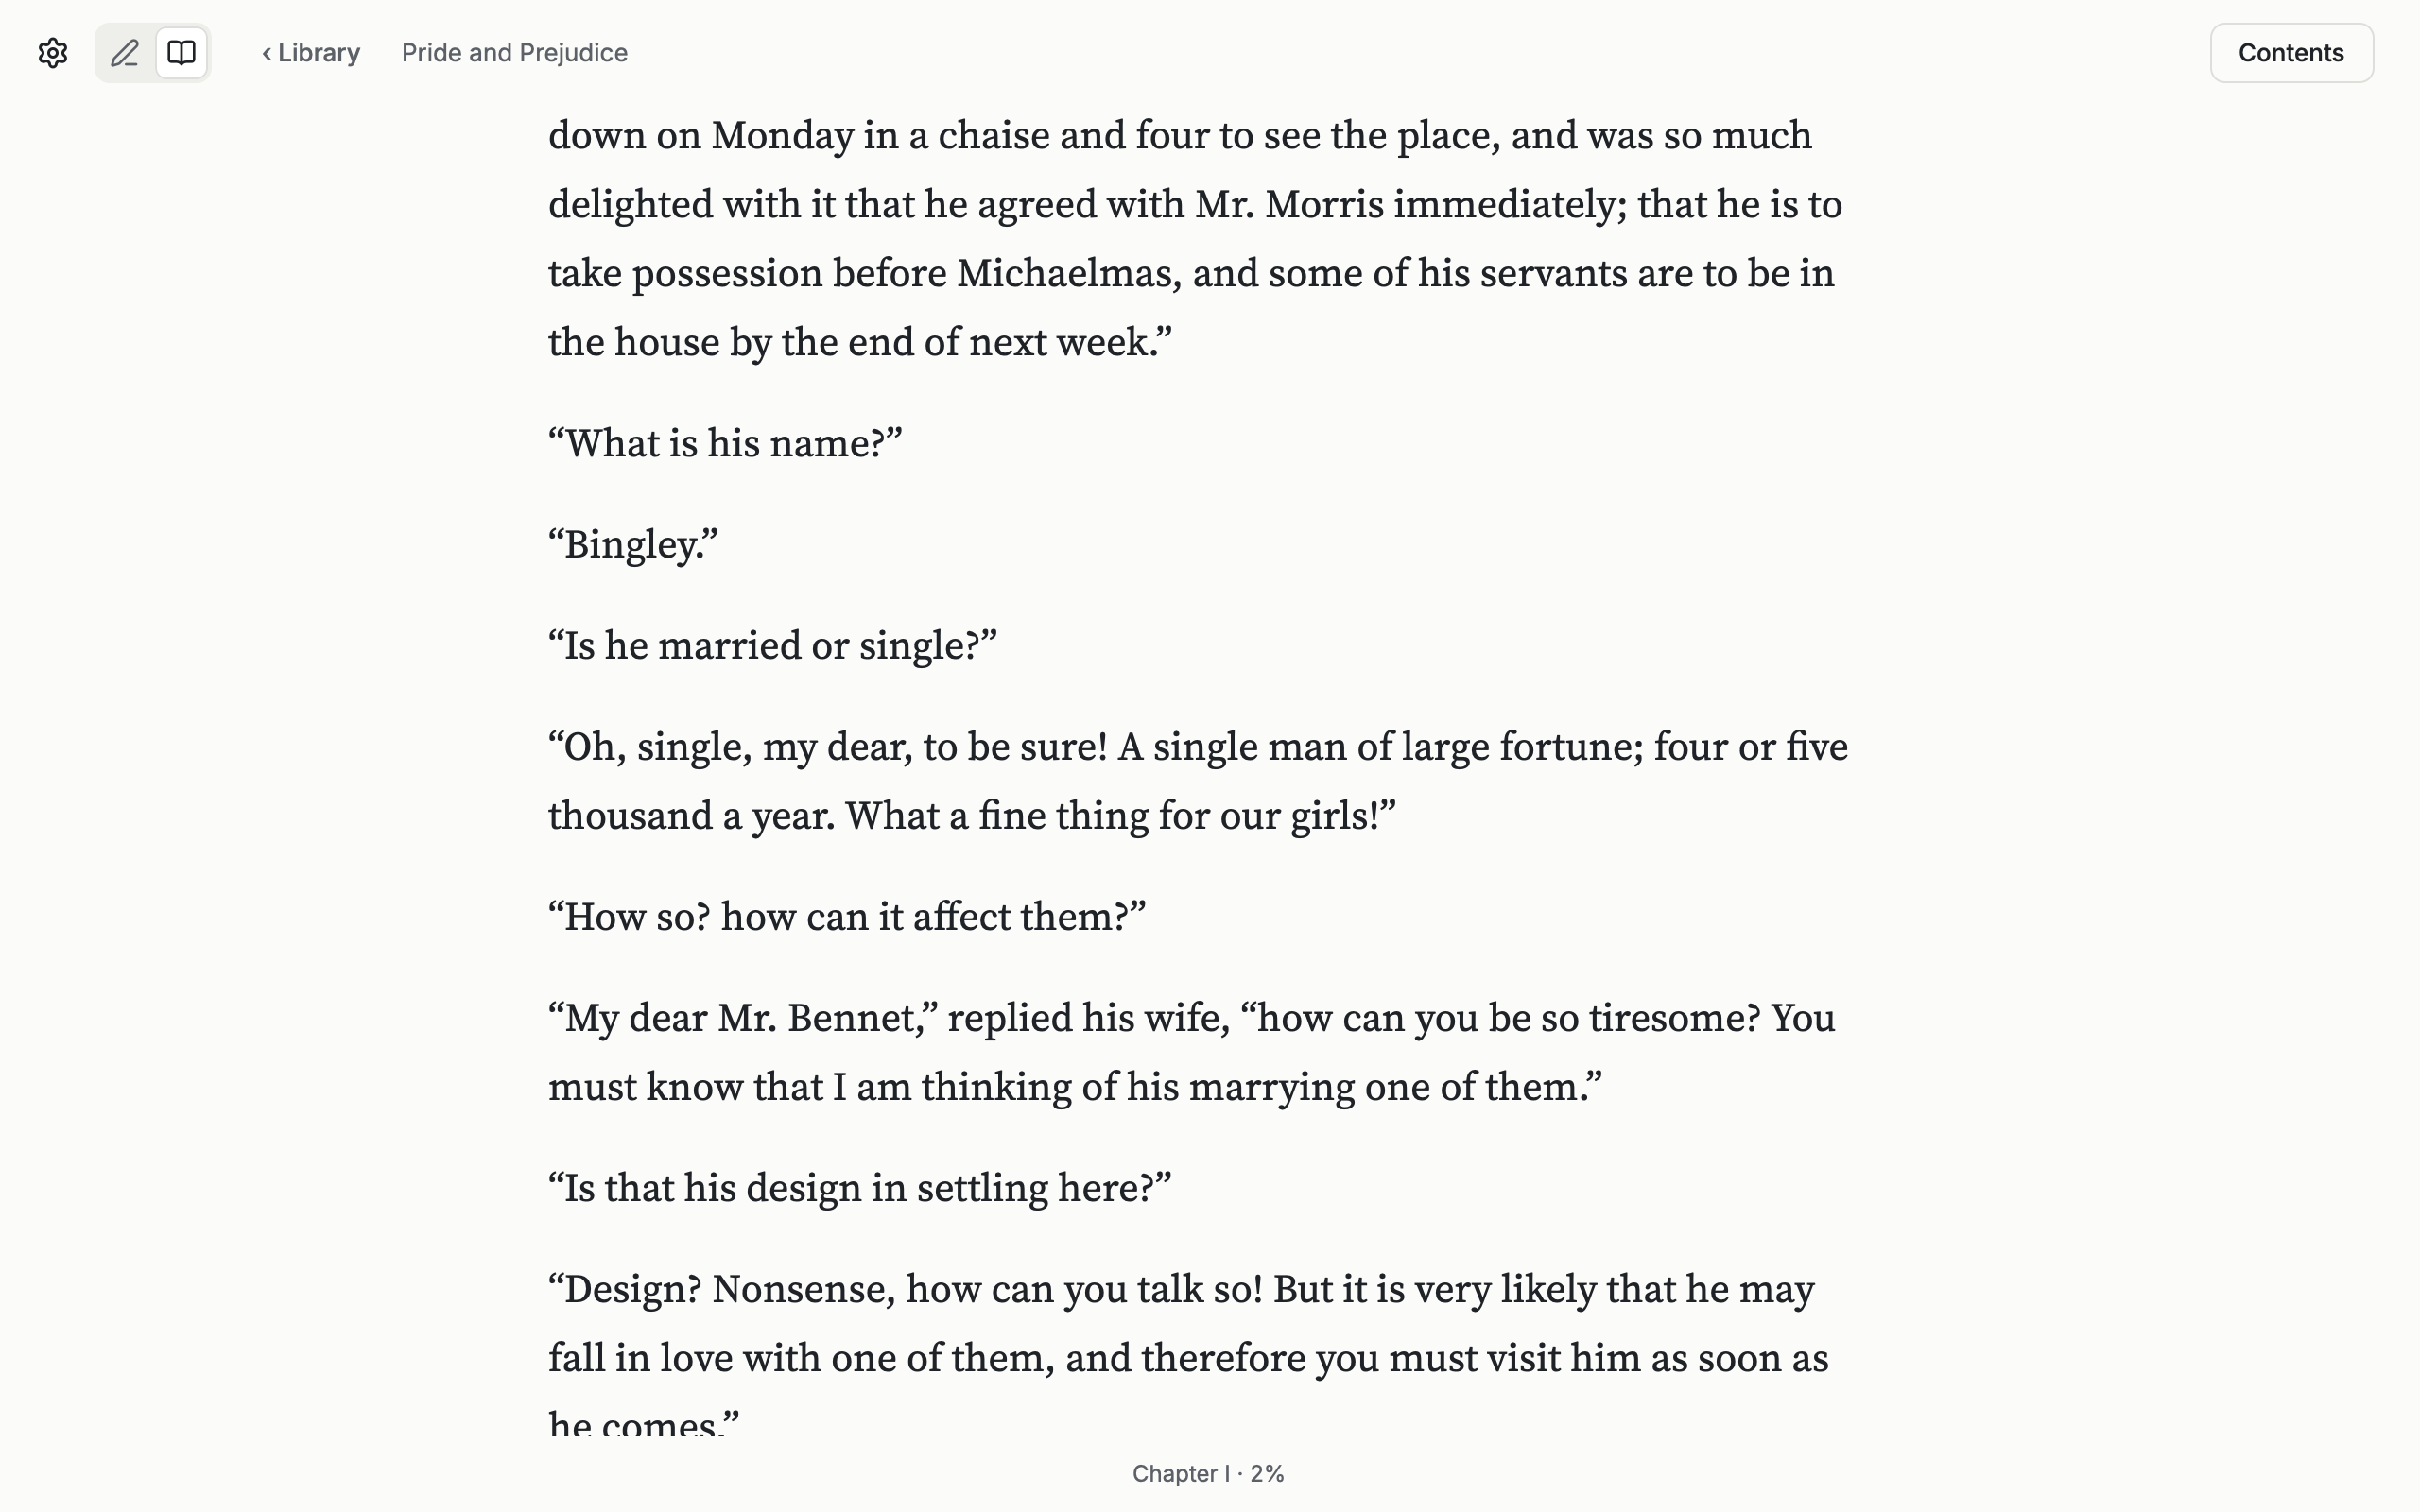 ‹ Library Pride and Prejudice Contents
down on Monday in a chaise and four to see the place, and was so much
delighted with it that he agreed with Mr. Morris immediately; that he is to
take possession before Michaelmas, and some of his servants are to be in
the house by the end of next week.”
“What is his name?”
“Bingley.”
“Is he married or single?”
“Oh, single, my dear, to be sure! A single man of large fortune; four or five
thousand a year. What a fine thing for our girls!”
“How so? how can it affect them?”
“My dear Mr. Bennet,” replied his wife, “how can you be so tiresome? You
must know that I am thinking of his marrying one of them.”
“Is that his design in settling here?”
“Design? Nonsense, how can you talk so! But it is very likely that he may
fall in love with one of them, and therefore you must visit him as soon as
he comes.”
Chapter I · 2%